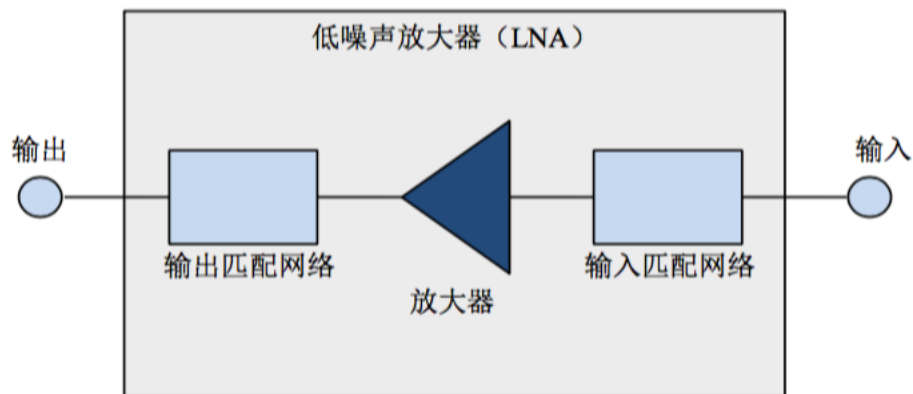 低噪声放大器（LNA）
输出
输入
输出匹配网络
输入匹配网络
放大器